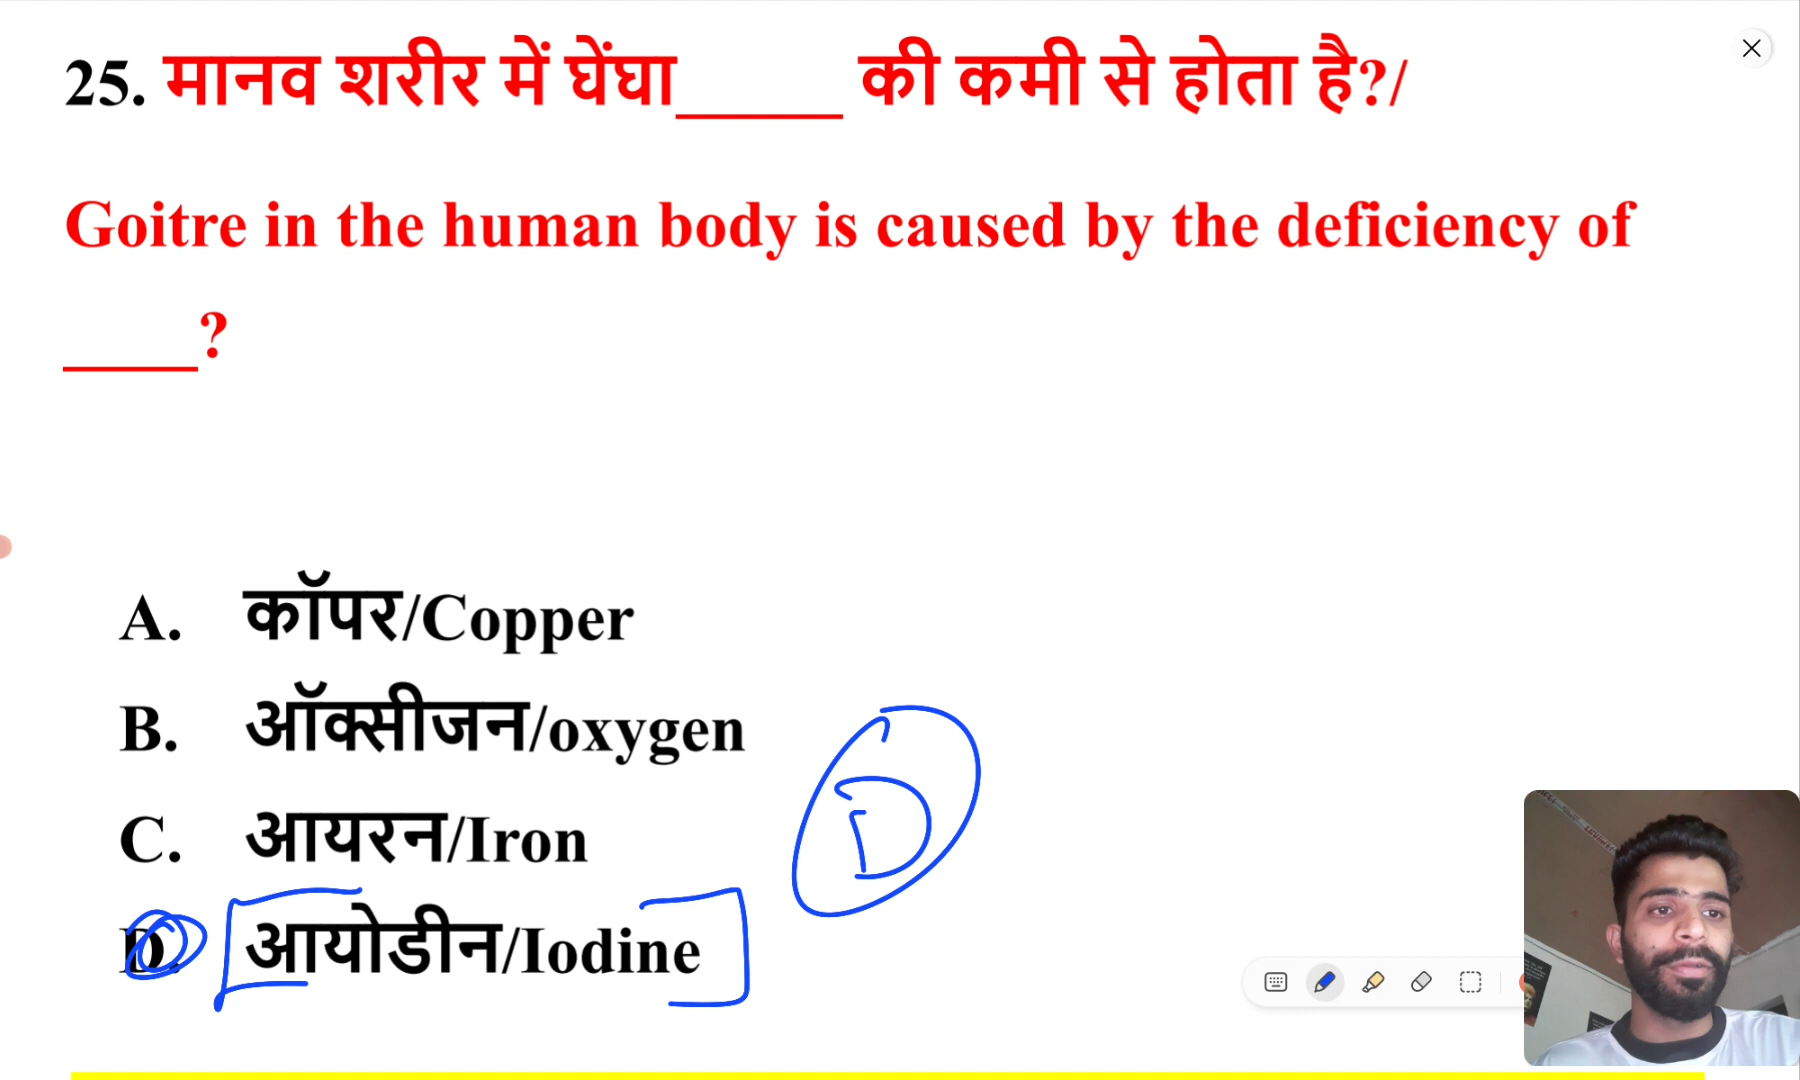 25. मानव शरीर में घेंघा_____ की कमी से होता है?/
Goitre in the human body is caused by the deficiency of
____?
A. कॉपर/Copper
B. ऑक्सीजन/oxygen
C. आयरन/Iron
D. आयोडीन/Iodine
D